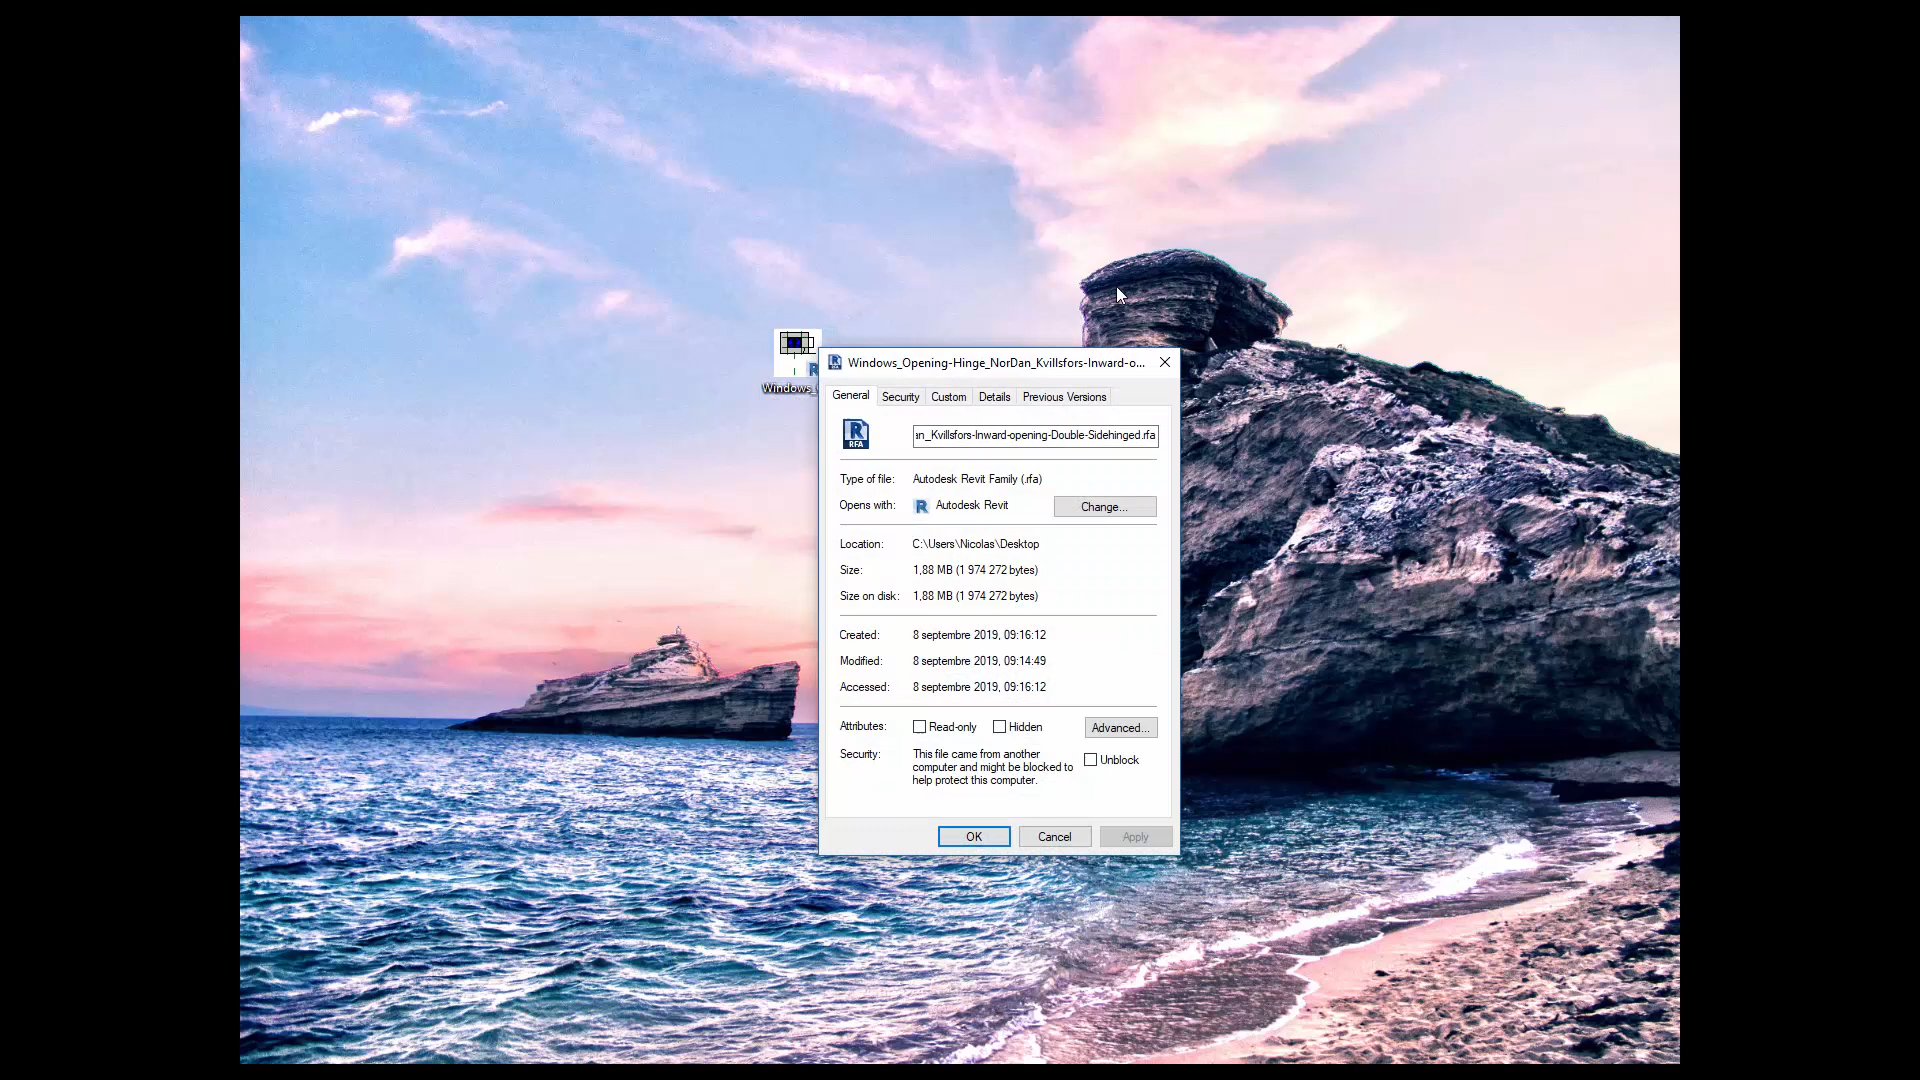 Windows_
Windows_Opening-Hinge_NorDan_Kvillsfors-Inward-o...
General Security Custom Details Previous Versions
RFA
_Kvillsfors-Inward-opening-Double-Sidehinged.rfa
Type of file: Autodesk Revit Family (.rfa)
Opens with: R Autodesk Revit Change...
Location: C:\Users\Nicolas\Desktop
Size: 1,88 MB (1 974 272 bytes)
Size on disk: 1,88 MB (1 974 272 bytes)
Created: 8 septembre 2019, 09:16:12
Modified: 8 septembre 2019, 09:14:49
Accessed: 8 septembre 2019, 09:16:12
Attributes: Read-only Hidden Advanced...
Security: This file came from another
computer and might be blocked to
help protect this computer.
Unblock
OK Cancel Apply